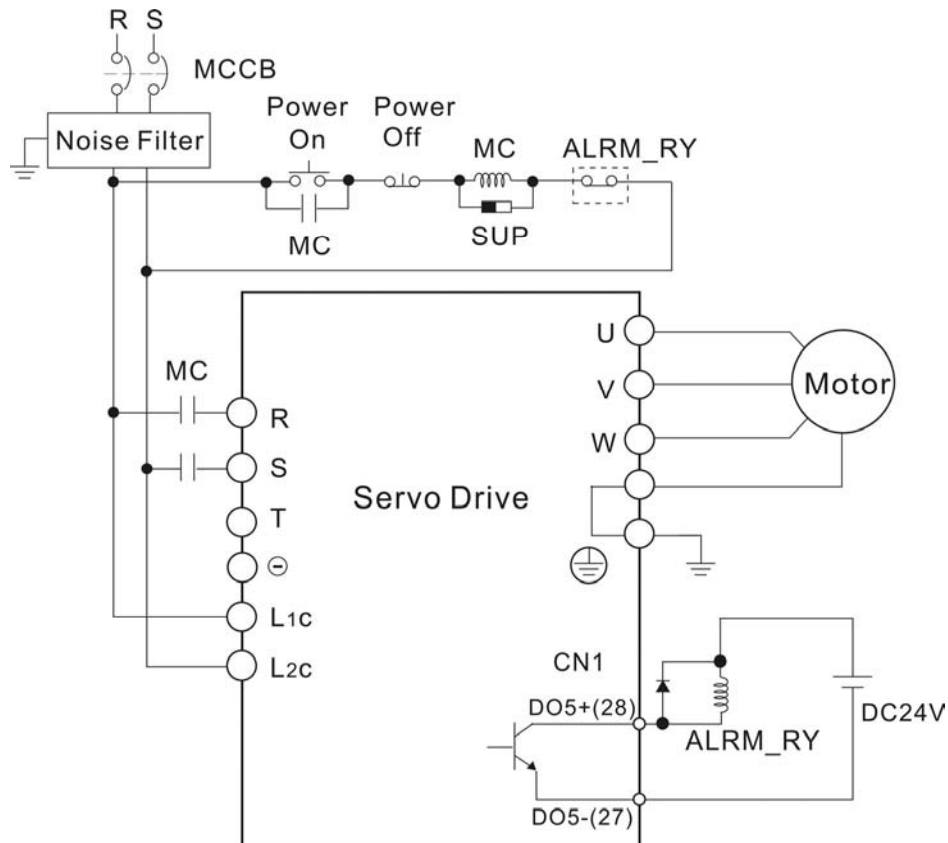 R S
MCCB
Noise Filter
Power On
Power Off
MC
ALRM_RY
MC
SUP
MC
R
S
T
L1c
L2c
Servo Drive
U
V
W
Motor
CN1
DO5+(28)
DO5-(27)
ALRM_RY
DC24V